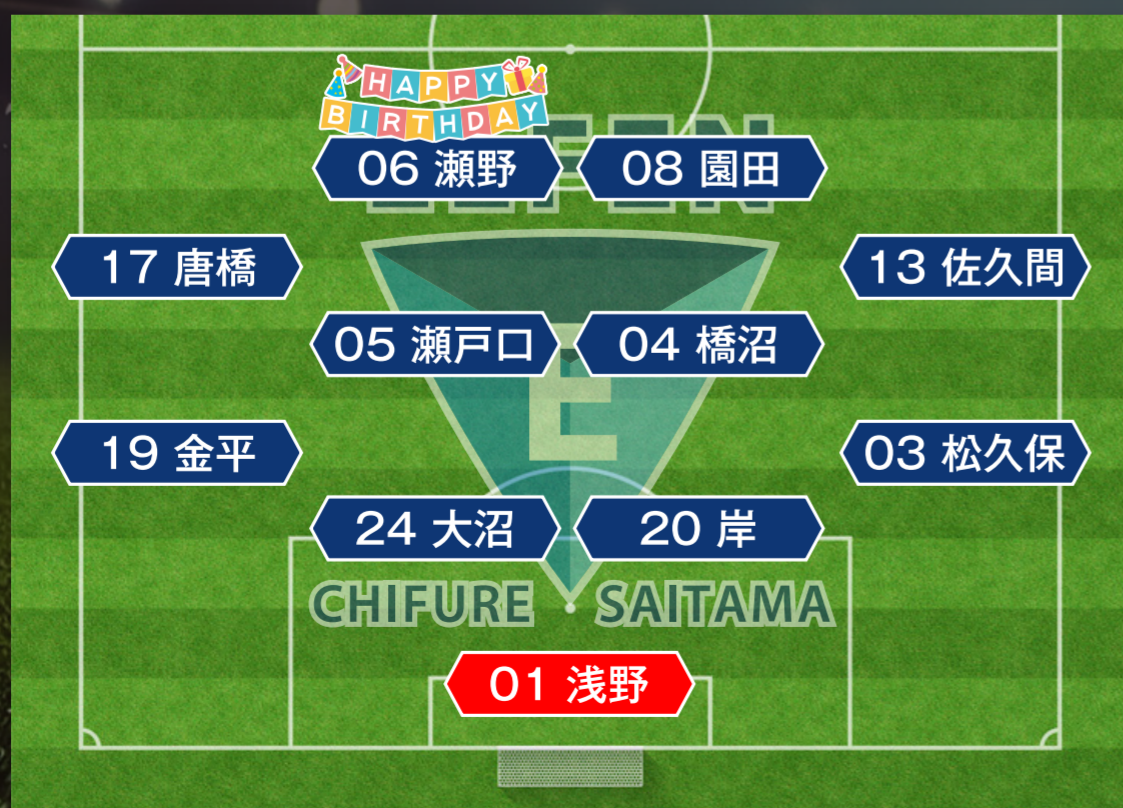 HAPPY
BIRTHDAY
ELFEN
06 瀬野
08 園田
17 唐橋
13 佐久間
05 瀬戸口
04 橋沼
E
19 金平
03 松久保
24 大沼
20 岸
CHIFURE SAITAMA
01 浅野